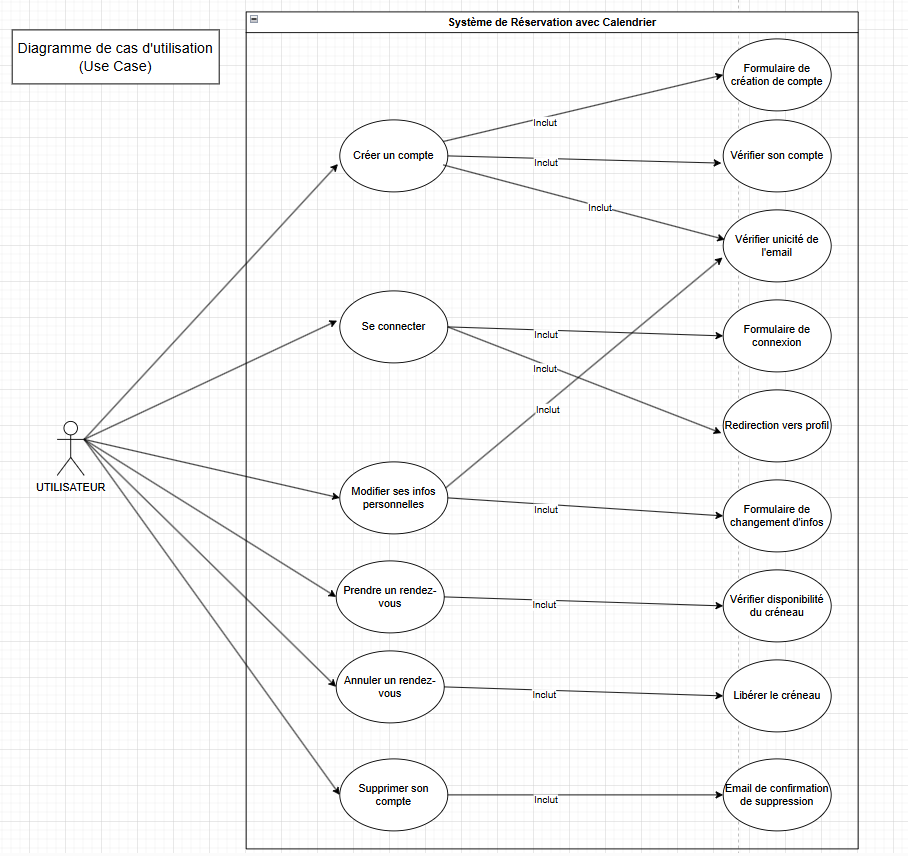 Système de Réservation avec Calendrier
Diagramme de cas d'utilisation
(Use Case)
Formulaire de
création de compte
Inclut
Créer un compte
Inclut
Vérifier son compte
Inclut
Vérifier unicité de
l'email
Se connecter
Inclut
Formulaire de
connexion
Inclut
Inclut
Redirection vers profil
UTILISATEUR
Modifier ses infos
personnelles
Inclut
Formulaire de
changement d'infos
Prendre un rendez-
vous
Inclut
Vérifier disponibilité
du créneau
Annuler un rendez-
vous
Inclut
Libérer le créneau
Supprimer son
compte
Inclut
Email de confirmation
de suppression